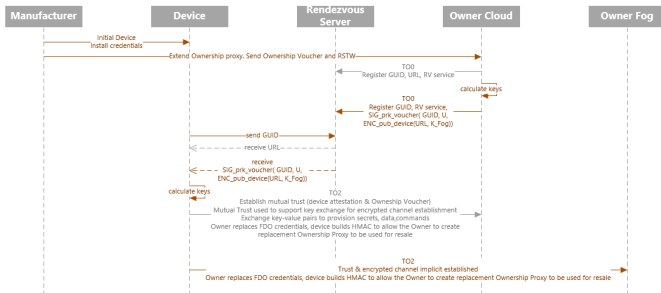 Manufacturer
Device
Rendezvous
Server
Owner Cloud
Owner Fog
Initial Device
Install credentials
Extend Ownership proxy. Send Ownership Voucher and RSTW
TO0
Register GUID, URL, RV service
calculate keys
TO0
Register GUID, RV service,
SIG_prk_voucher( GUID, U,
ENC_pub_device(URL, K_Fog))
send GUID
receive URL
receive
SIG_prk_voucher( GUID, U,
ENC_pub_device(URL, K_Fog))
calculate keys
TO2
Establish mutual trust (device attestation & Owneship Voucher)
Mutual Trust used to support key exchange for encrypted channel establishment
Exchange key-value pairs to provision secrets, data,commands
Owner replaces FDO credentials, device builds HMAC to allow the Owner to create
replacement Ownership Proxy to be used for resale
TO2
Trust & encrypted channel implicit established
Owner replaces FDO credentials, device builds HMAC to allow the Owner to create replacement Ownership Proxy to be used for resale